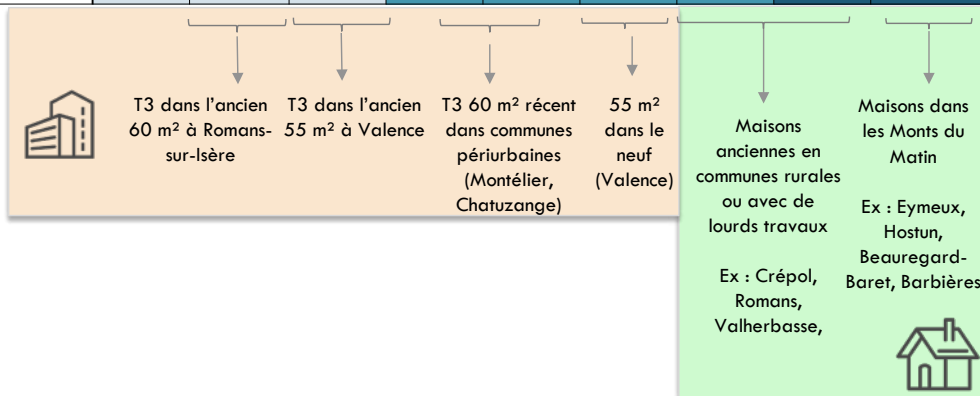 T3 dans l'ancien
60 m² à Romans-
sur-Isère
T3 dans l'ancien
55 m² à Valence
T3 60 m² récent
dans communes
périurbaines
(Montélier,
Chatuzange)
55 m²
dans le
neuf
(Valence)
Maisons
anciennes en
communes rurales
ou avec de
lourds travaux
Ex : Crépol,
Romans,
Valherbasse,
Maisons dans
les Monts du
Matin
Ex : Eymeux,
Hostun,
Beauregard-
Baret, Barbières